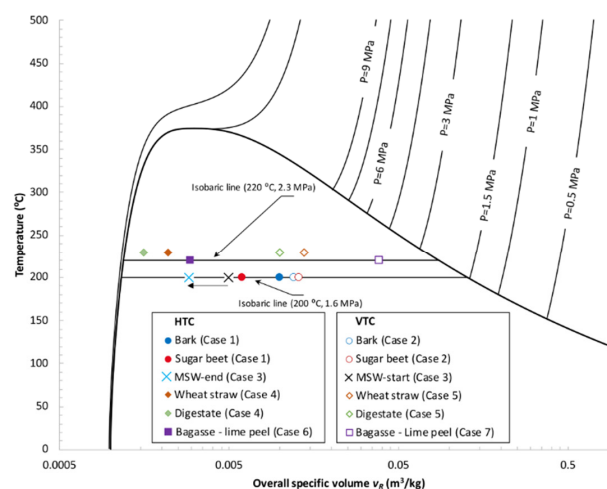 500
450
400
350
300
250
200
150
100
50
0
Temperature (ºC)
P=9 MPa
P=6 MPa
P=3 MPa
P=1.5 MPa
P=1 MPa
P=0.5 MPa
Isobaric line (220 ºC, 2.3 MPa)
Isobaric line (200 ºC, 1.6 MPa)
HTC
Bark (Case 1)
Sugar beet (Case 1)
MSW-end (Case 3)
Wheat straw (Case 4)
Digestate (Case 4)
Bagasse - lime peel (Case 6)
VTC
Bark (Case 2)
Sugar beet (Case 2)
MSW-start (Case 3)
Wheat straw (Case 5)
Digestate (Case 5)
Bagasse - Lime peel (Case 7)
0.0005
0.005
0.05
0.5
Overall specific volume vR (m³/kg)